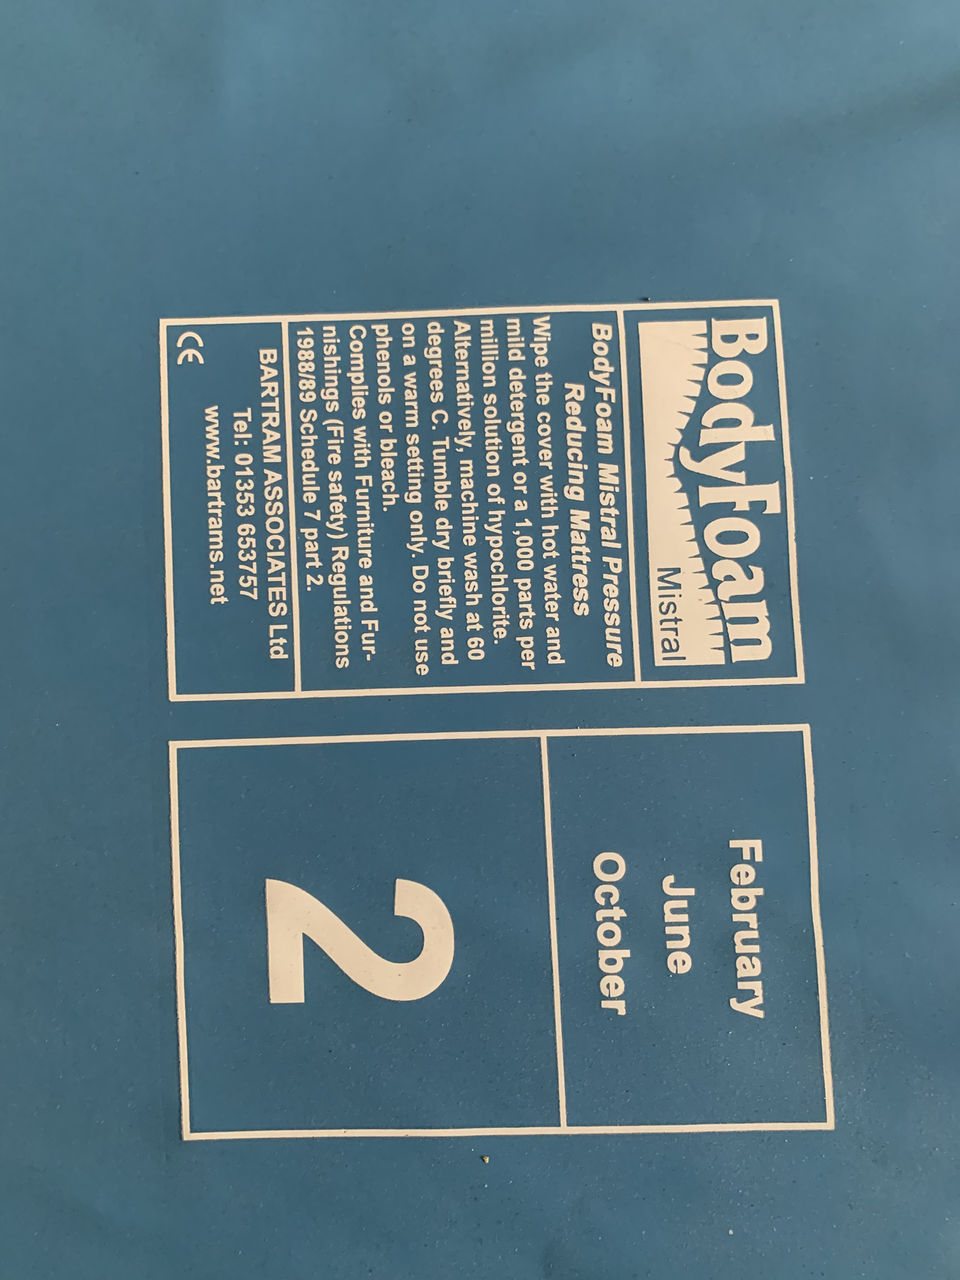 BodyFoam
Mistral
BodyFoam Mistral Pressure
Reducing Mattress
Wipe the cover with hot water and
mild detergent or a 1,000 parts per
million solution of hypochlorite.
Alternatively, machine wash at 60
degrees C. Tumble dry briefly and
on a warm setting only. Do not use
phenols or bleach.
Complies with Furniture and Fur-
nishings (Fire safety) Regulations
1988/89 Schedule 7 part 2.
BARTRAM ASSOCIATES Ltd
Tel: 01353 653757
www.bartrams.net
CE
February
June
October
2